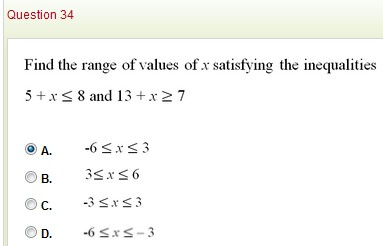 Question 34
Find the range of values of x satisfying the inequalities
5 + x ≤ 8 and 13 + x ≥ 7
A. -6 ≤ x ≤ 3
B. 3 ≤ x ≤ 6
C. -3 ≤ x ≤ 3
D. -6 ≤ x ≤ -3